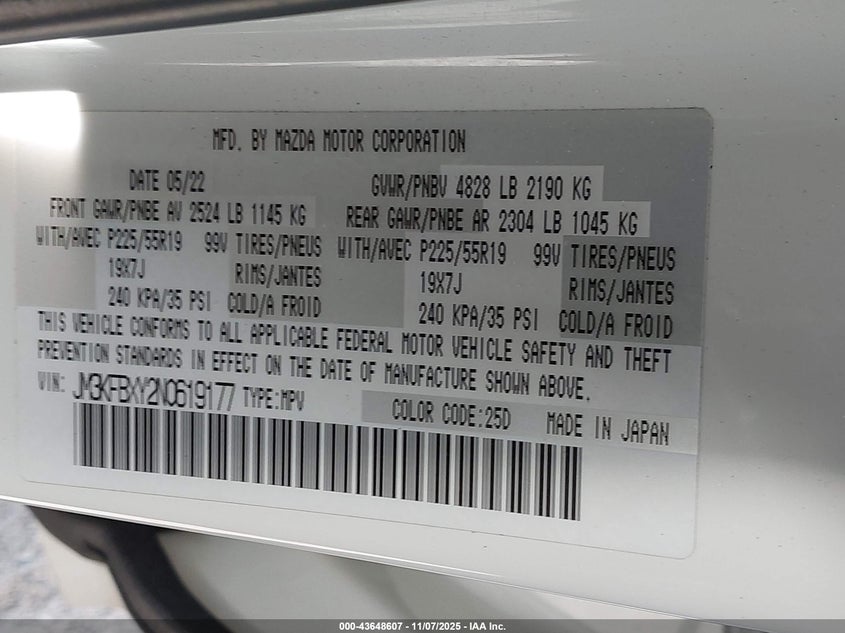 MFD. BY MAZDA MOTOR CORPORATION
DATE 05/22 GVWR/PNBV 4828 LB 2190 KG
FRONT GAWR/PNBE AV 2524 LB 1145 KG REAR GAWR/PNBE AR 2304 LB 1045 KG
WITH/AVEC P225/55R19 99V TIRES/PNEUS WITH/AVEC P225/55R19 99V TIRES/PNEUS
19X7J RIMS/JANTES 19X7J RIMS/JANTES
240 KPA/35 PSI COLD/A FROID 240 KPA/35 PSI COLD/A FROID
THIS VEHICLE CONFORMS TO ALL APPLICABLE FEDERAL MOTOR VEHICLE SAFETY AND THEFT
PREVENTION STANDARDS IN EFFECT ON THE DATE OF MANUFACTURE SHOWN ABOVE.
VIN: JM3KFBXY2N0619177 TYPE:MPV COLOR CODE:25D MADE IN JAPAN
000-43648607 - 11/07/2025 - IAA Inc.